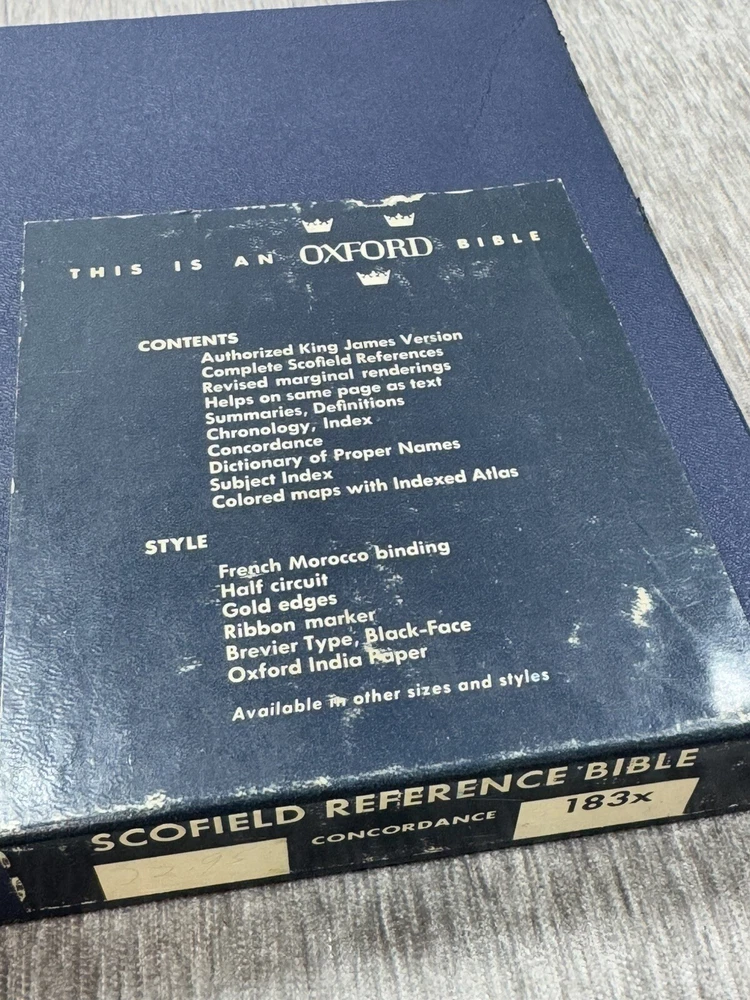 THIS IS AN OXFORD BIBLE
CONTENTS
Authorized King James Version
Complete Scofield References
Revised marginal renderings
Helps on same page as text
Summaries, Definitions
Chronology, Index
Concordance
Dictionary of Proper Names
Subject Index
Colored maps with Indexed Atlas
STYLE
French Morocco binding
Half circuit
Gold edges
Ribbon marker
Brevier Type, Black-Face
Oxford India Paper
Available in other sizes and styles
SCOFIELD REFERENCE BIBLE
CONCORDANCE
183x